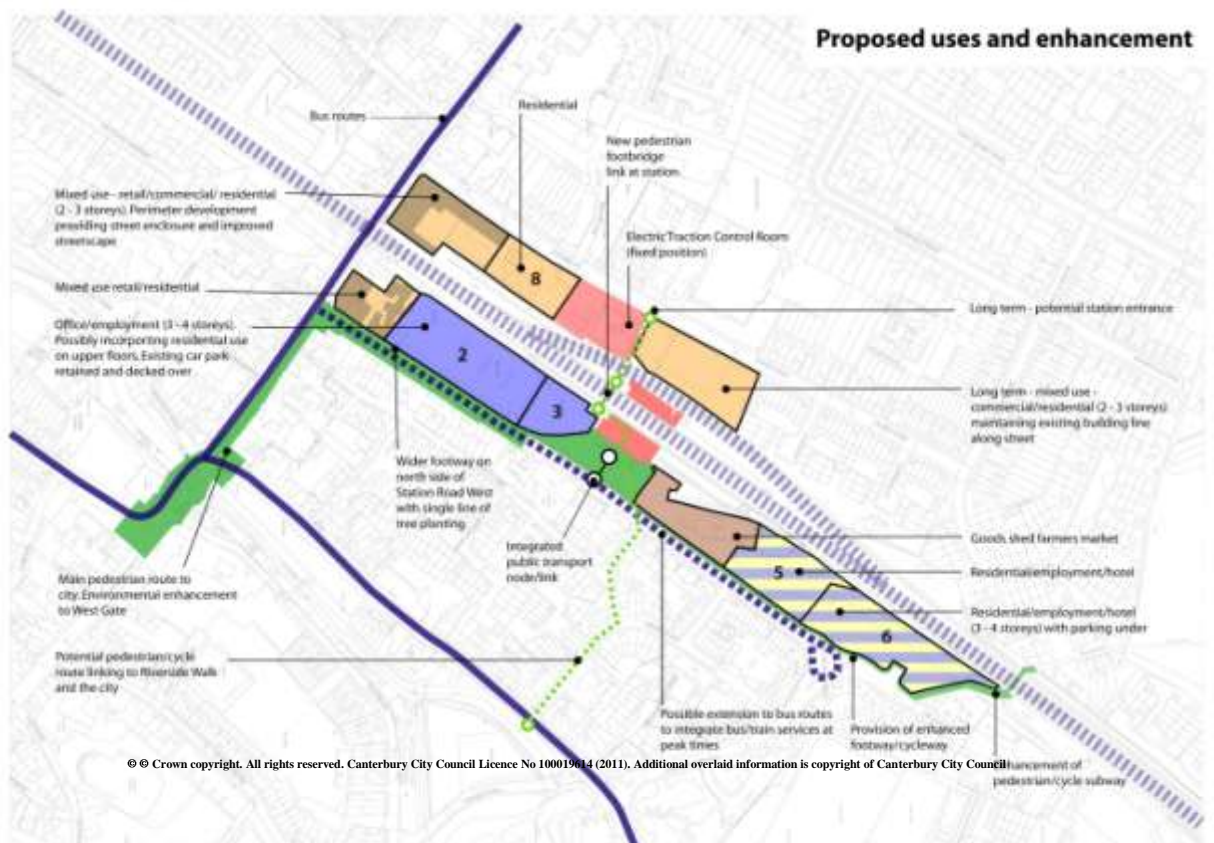 Proposed uses and enhancement
Bus routes
Residential
New pedestrian
footbridge
link at station
Mixed use - retail/commercial/ residential
(2 - 3 storeys). Perimeter development
providing street enclosure and improved
streetscape
Electric Traction Control Room
(fixed position)
Mixed use retail/residential
Long term - potential station entrance
Office/employment (3 - 4 storeys).
Possibly incorporating residential use
on upper floors. Existing car park
retained and decked over
8
2
3
Long term - mixed use -
commercial/residential (2 - 3 storeys)
maintaining existing building line
along street
Wider footway on
north side of
Station Road West
with single line of
tree planting
Integrated
public transport
node/link
Goods shed farmers market
5
Residential/employment/hotel
Residential/employment/hotel
(3 - 4 storeys) with parking under
6
Main pedestrian route to
city. Environmental enhancement
to West Gate
Potential pedestrian/cycle
route linking to Riverside Walk
and the city
Possible extension to bus routes
to integrate bus/train services at
peak times
Provision of enhanced
footway/cycleway
© © Crown copyright. All rights reserved. Canterbury City Council Licence No 100019614 (2011). Additional overlaid information is copyright of Canterbury City Council
Enhancement of
pedestrian/cycle subway